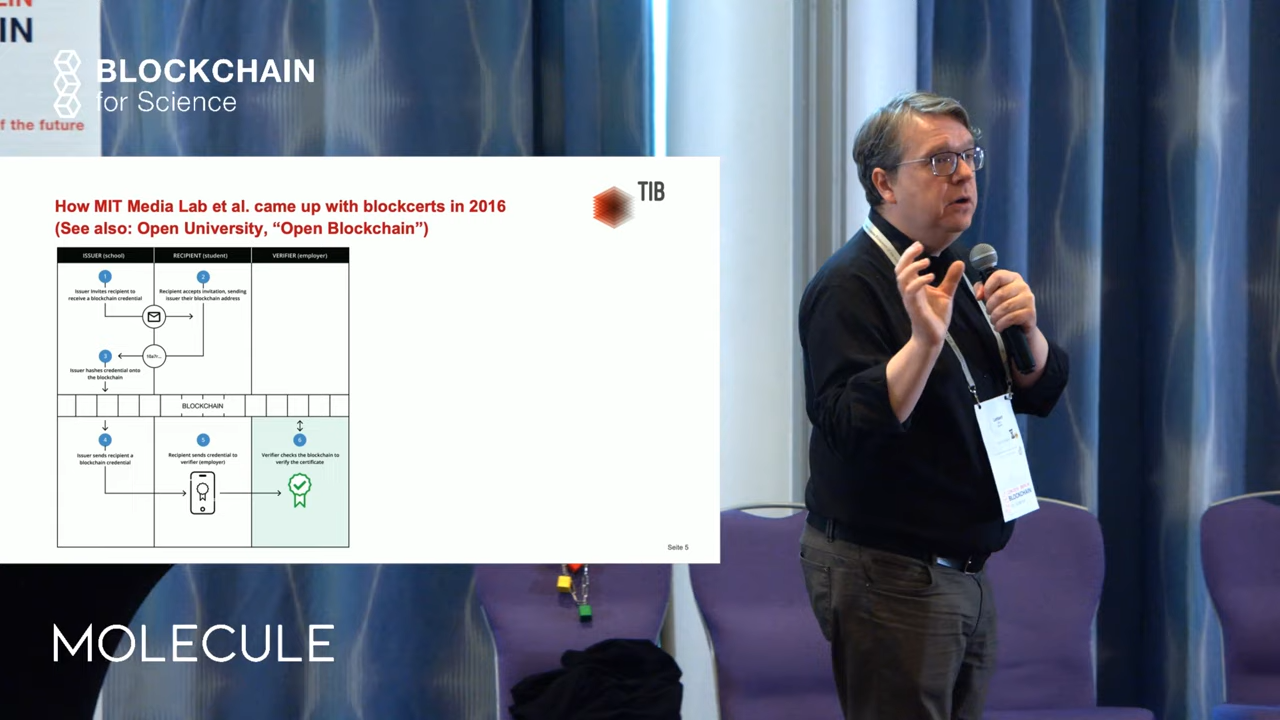 LIN
IN
BLOCKCHAIN
for Science
f the future
TIB
How MIT Media Lab et al. came up with blockcerts in 2016
(See also: Open University, “Open Blockchain”)
ISSUER (school)
RECIPIENT (student)
VERIFIER (employer)
1
Issuer invites recipient to
receive a blockchain credential
2
Recipient accepts invitation, sending
issuer their blockchain address
3
Issuer hashes credential onto
the blockchain
BLOCKCHAIN
4
Issuer sends recipient a
blockchain credential
5
Recipient sends credential to
verifier (employer)
6
Verifier checks the blockchain to
verify the certificate
Seite 5
MOLECULE
BLOCKCHAIN